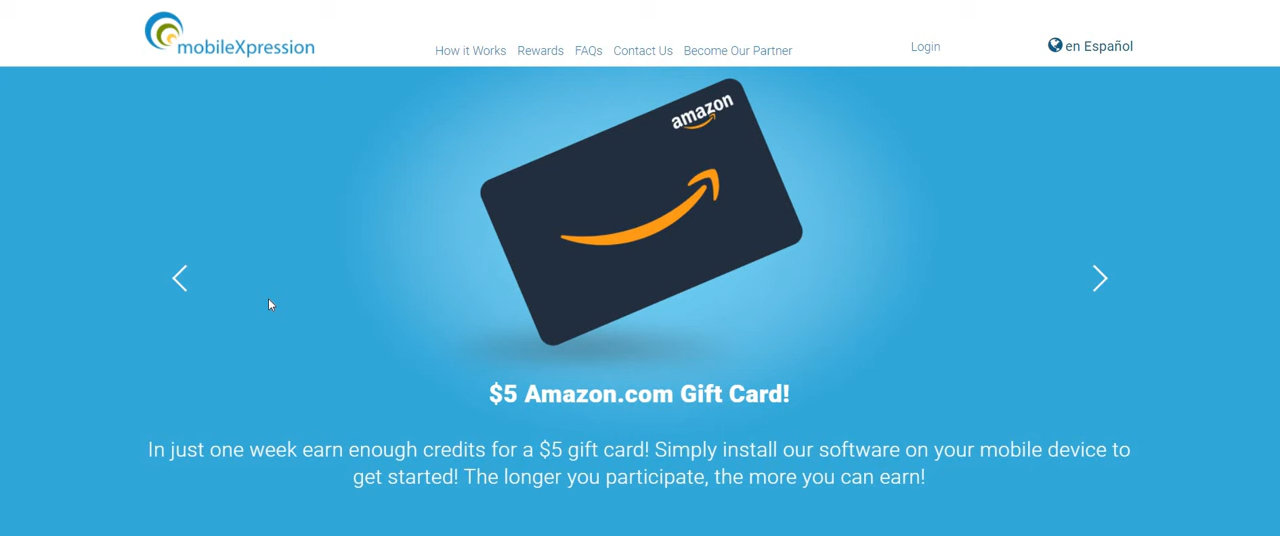 mobileXpression
How it Works Rewards FAQs Contact Us Become Our Partner
Login
en Español
amazon
$5 Amazon.com Gift Card!
In just one week earn enough credits for a $5 gift card! Simply install our software on your mobile device to
get started! The longer you participate, the more you can earn!